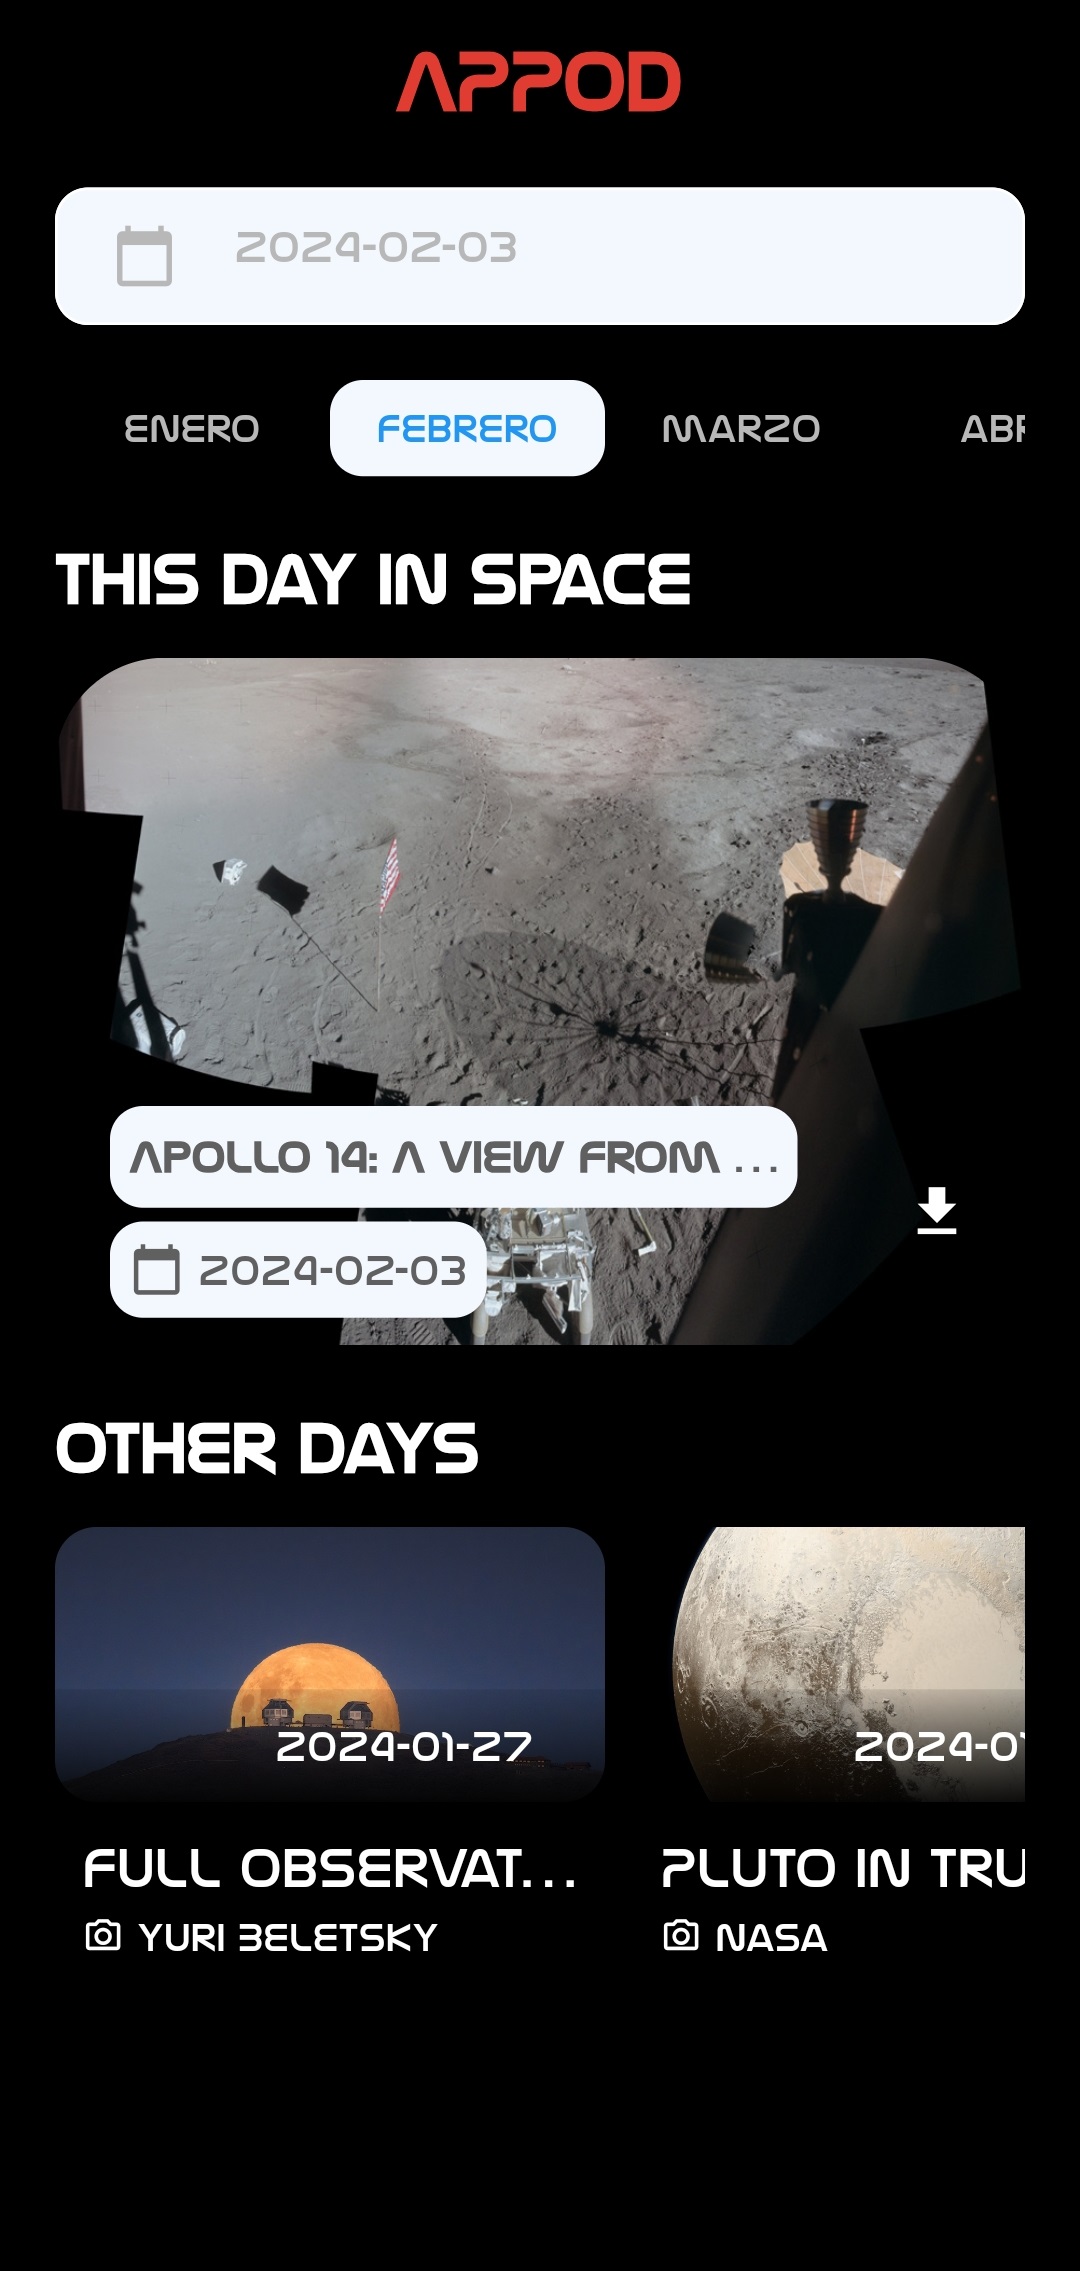 APPOD
2024-02-03
ENERO FEBRERO MARZO ABR
THIS DAY IN SPACE
APOLLO 14: A VIEW FROM ...
2024-02-03
OTHER DAYS
2024-01-27 2024-01
FULL OBSERVAT... PLUTO IN TRU
YURI BELETSKY NASA